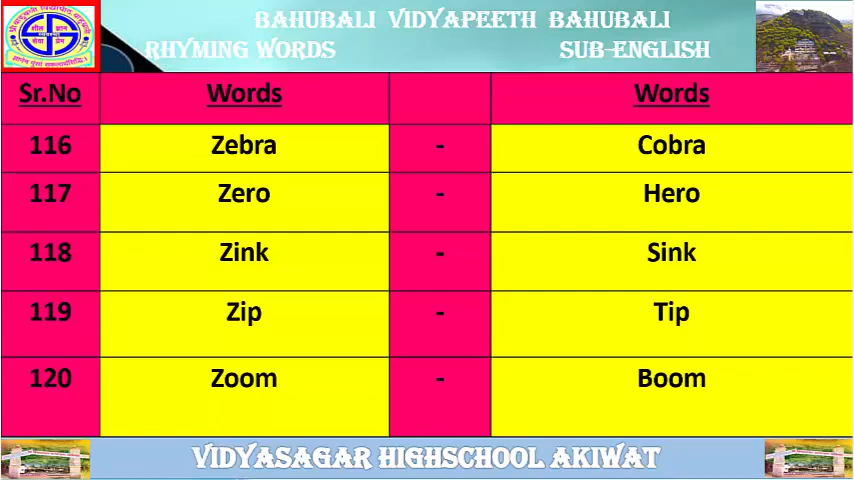 BAHUBALI VIDYAPEETH BAHUBALI
RHYMING WORDS SUB-ENGLISH
Sr.No Words Words
116 Zebra - Cobra
117 Zero - Hero
118 Zink - Sink
119 Zip - Tip
120 Zoom - Boom
VIDYASAGAR HIGHSCHOOL AKIWAT